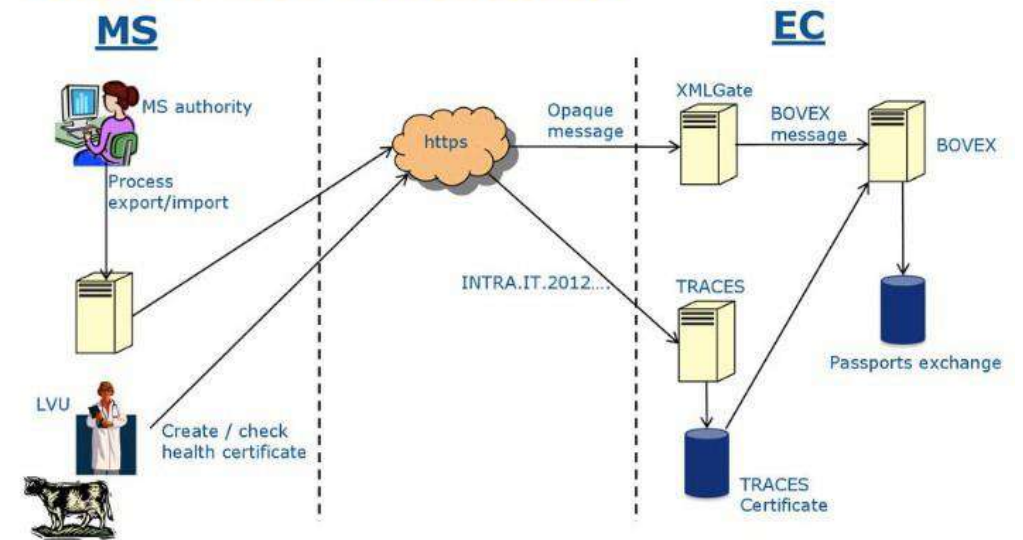 MS
EC
MS authority
Process
export/import
LVU
Create / check
health certificate
https
Opaque
message
INTRA.IT.2012....
XMLGate
BOVEX
message
BOVEX
TRACES
Passports exchange
TRACES
Certificate